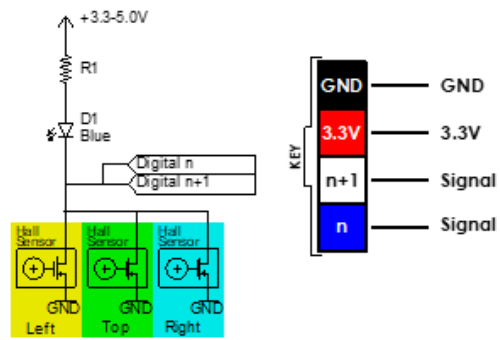 +3.3-5.0V
R1
D1
Blue
Digital n
Digital n+1
Hall
Sensor
GND
Left
Hall
Sensor
GND
Top
Hall
Sensor
GND
Right
KEY
GND GND
3.3V 3.3V
n+1 Signal
n Signal